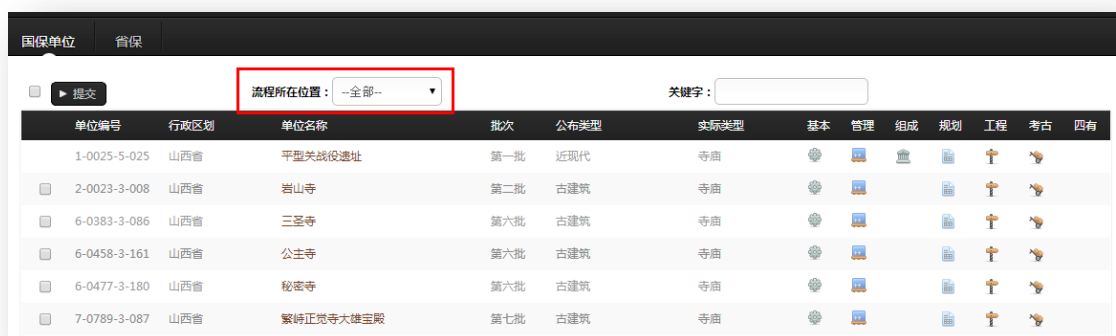 国保单位 省保
提交 流程所在位置： --全部-- 关键字：
单位编号 行政区划 单位名称 批次 公布类型 实际类型 基本 管理 组成 规划 工程 考古 四有
1-0025-5-025 山西省 平型关战役遗址 第一批 近现代 寺庙
2-0023-3-008 山西省 岩山寺 第二批 古建筑 寺庙
6-0383-3-086 山西省 三圣寺 第六批 古建筑 寺庙
6-0458-3-161 山西省 公主寺 第六批 古建筑 寺庙
6-0477-3-180 山西省 秘密寺 第六批 古建筑 寺庙
7-0789-3-087 山西省 繁峙正觉寺大雄宝殿 第七批 古建筑 寺庙